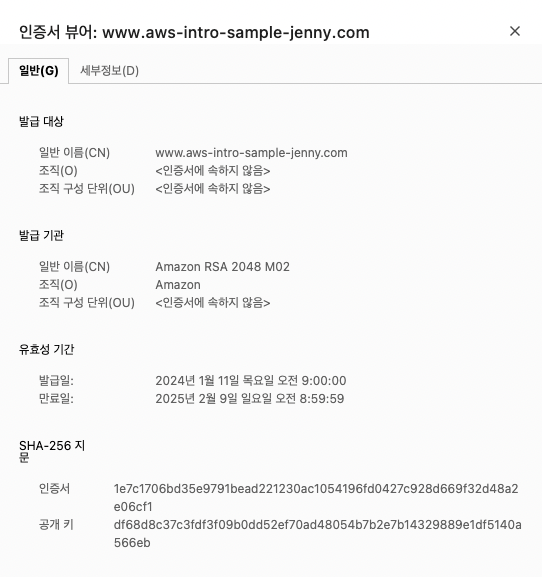 인증서 뷰어: www.aws-intro-sample-jenny.com ×
일반(G) 세부정보(D)
발급 대상
일반 이름(CN) www.aws-intro-sample-jenny.com
조직(O) <인증서에 속하지 않음>
조직 구성 단위(OU) <인증서에 속하지 않음>
발급 기관
일반 이름(CN) Amazon RSA 2048 M02
조직(O) Amazon
조직 구성 단위(OU) <인증서에 속하지 않음>
유효성 기간
발급일: 2024년 1월 11일 목요일 오전 9:00:00
만료일: 2025년 2월 9일 일요일 오전 8:59:59
SHA-256 지
문
인증서 1e7c1706bd35e9791bead221230ac1054196fd0427c928d669f32d48a2
e06cf1
공개 키 df68d8c37c3fdf3f09b0dd52ef70ad48054b7b2e7b14329889e1df5140a
566eb